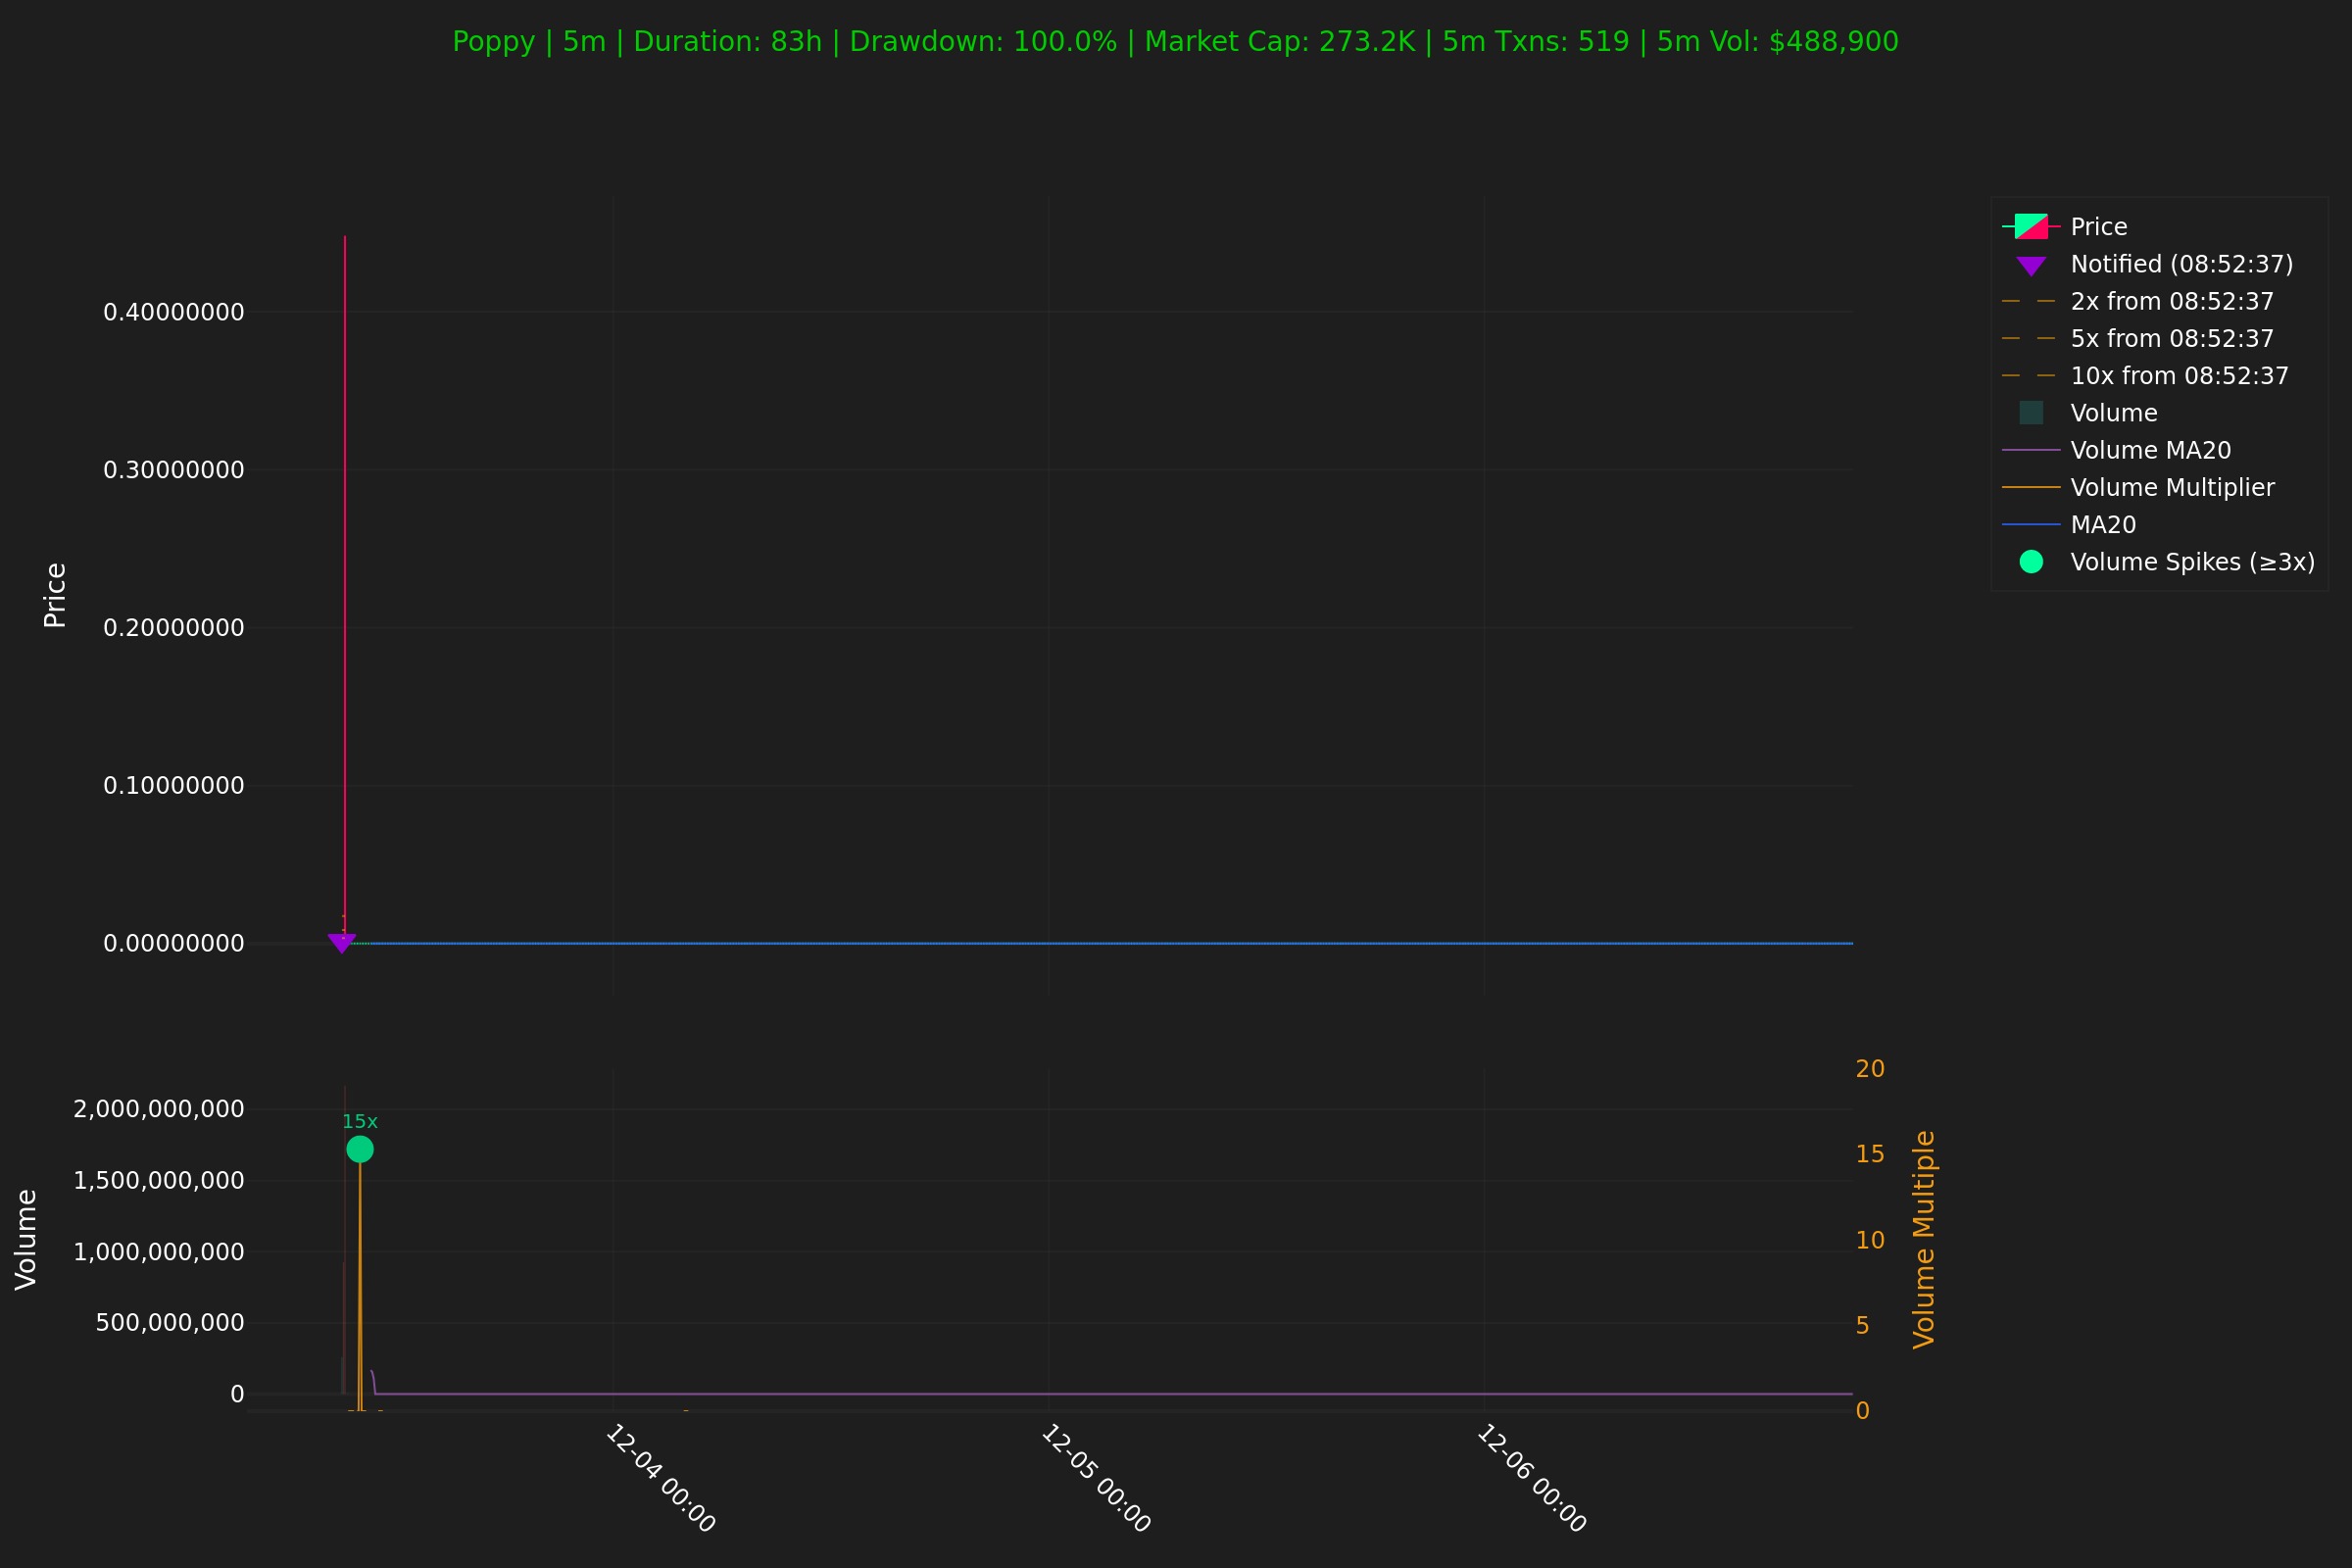 Poppy | 5m | Duration: 83h | Drawdown: 100.0% | Market Cap: 273.2K | 5m Txns: 519 | 5m Vol: $488,900
Price
0.40000000
0.30000000
0.20000000
0.10000000
0.00000000
Price
Notified (08:52:37)
2x from 08:52:37
5x from 08:52:37
10x from 08:52:37
Volume
Volume MA20
Volume Multiplier
MA20
Volume Spikes (≥3x)
Volume
2,000,000,000
1,500,000,000
1,000,000,000
500,000,000
0
15x
20
15
10
5
0
Volume Multiple
12-04 00:00
12-05 00:00
12-06 00:00